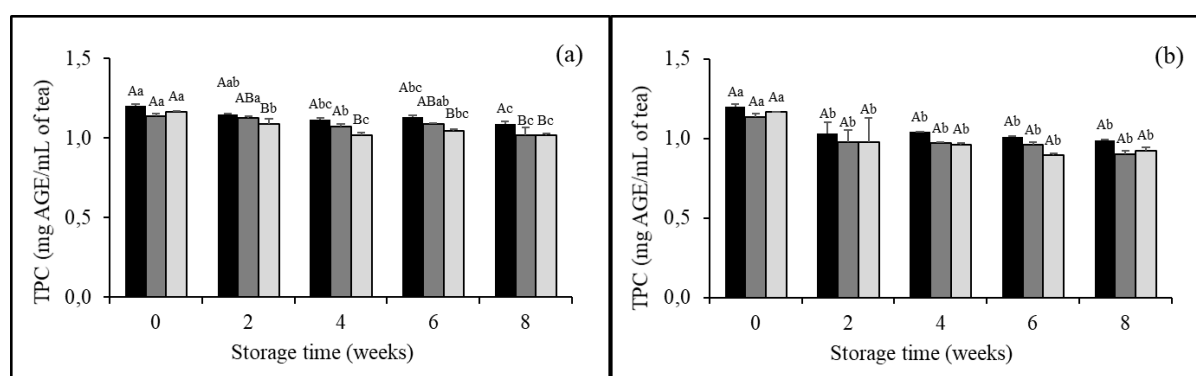 (a)
TPC (mg AGE/mL of tea)
1,5
1,0
0,5
0,0
Aa Aa Aa
Aab ABa Bb
Abc Ab Bc
Abc ABab Bbc
Ac Bc Bc
0 2 4 6 8
Storage time (weeks)
(b)
TPC (mg AGE/mL of tea)
1,5
1,0
0,5
0,0
Aa Aa Aa
Ab Ab Ab
Ab Ab Ab
Ab Ab Ab
Ab Ab Ab
0 2 4 6 8
Storage time (weeks)